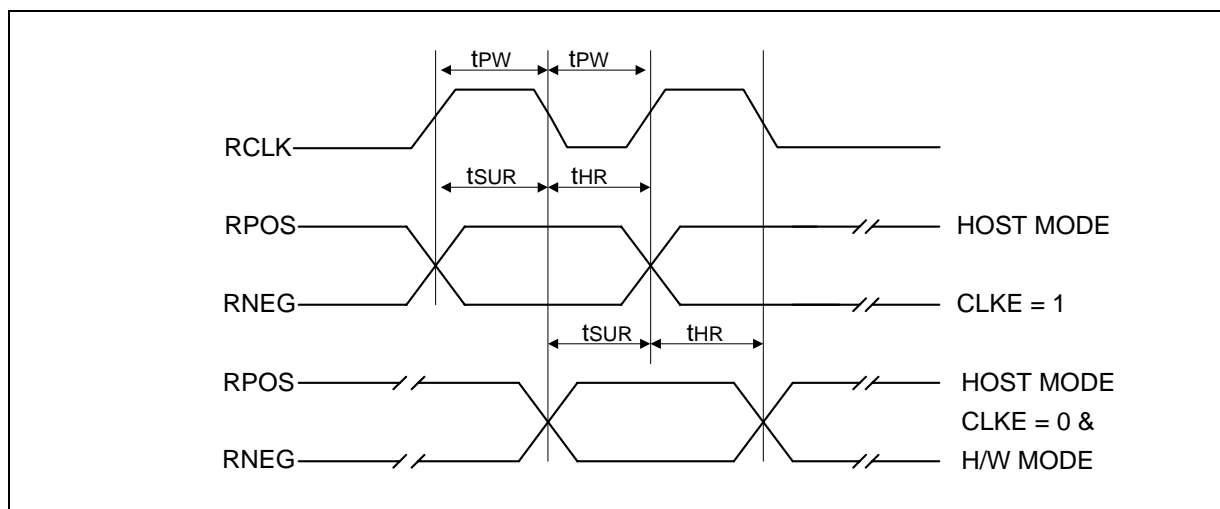 tPW tPW
RCLK
tSUR tHR
RPOS HOST MODE
RNEG CLKE = 1
tSUR tHR
RPOS HOST MODE
CLKE = 0 &
RNEG H/W MODE